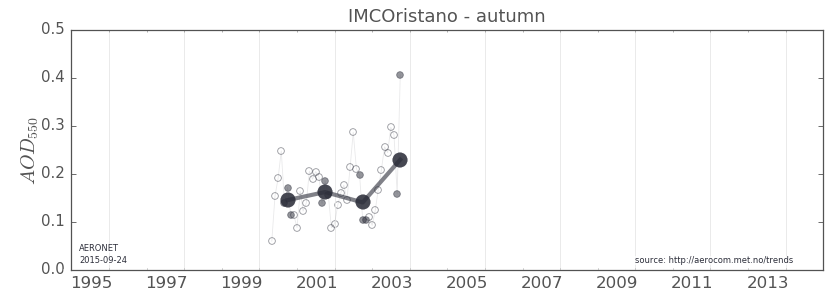 IMCOristano - autumn
0.5
0.4
0.3
0.2
0.1
0.0
AOD550
AERONET
2015-09-24
source: http://aerocom.met.no/trends
1995 1997 1999 2001 2003 2005 2007 2009 2011 2013